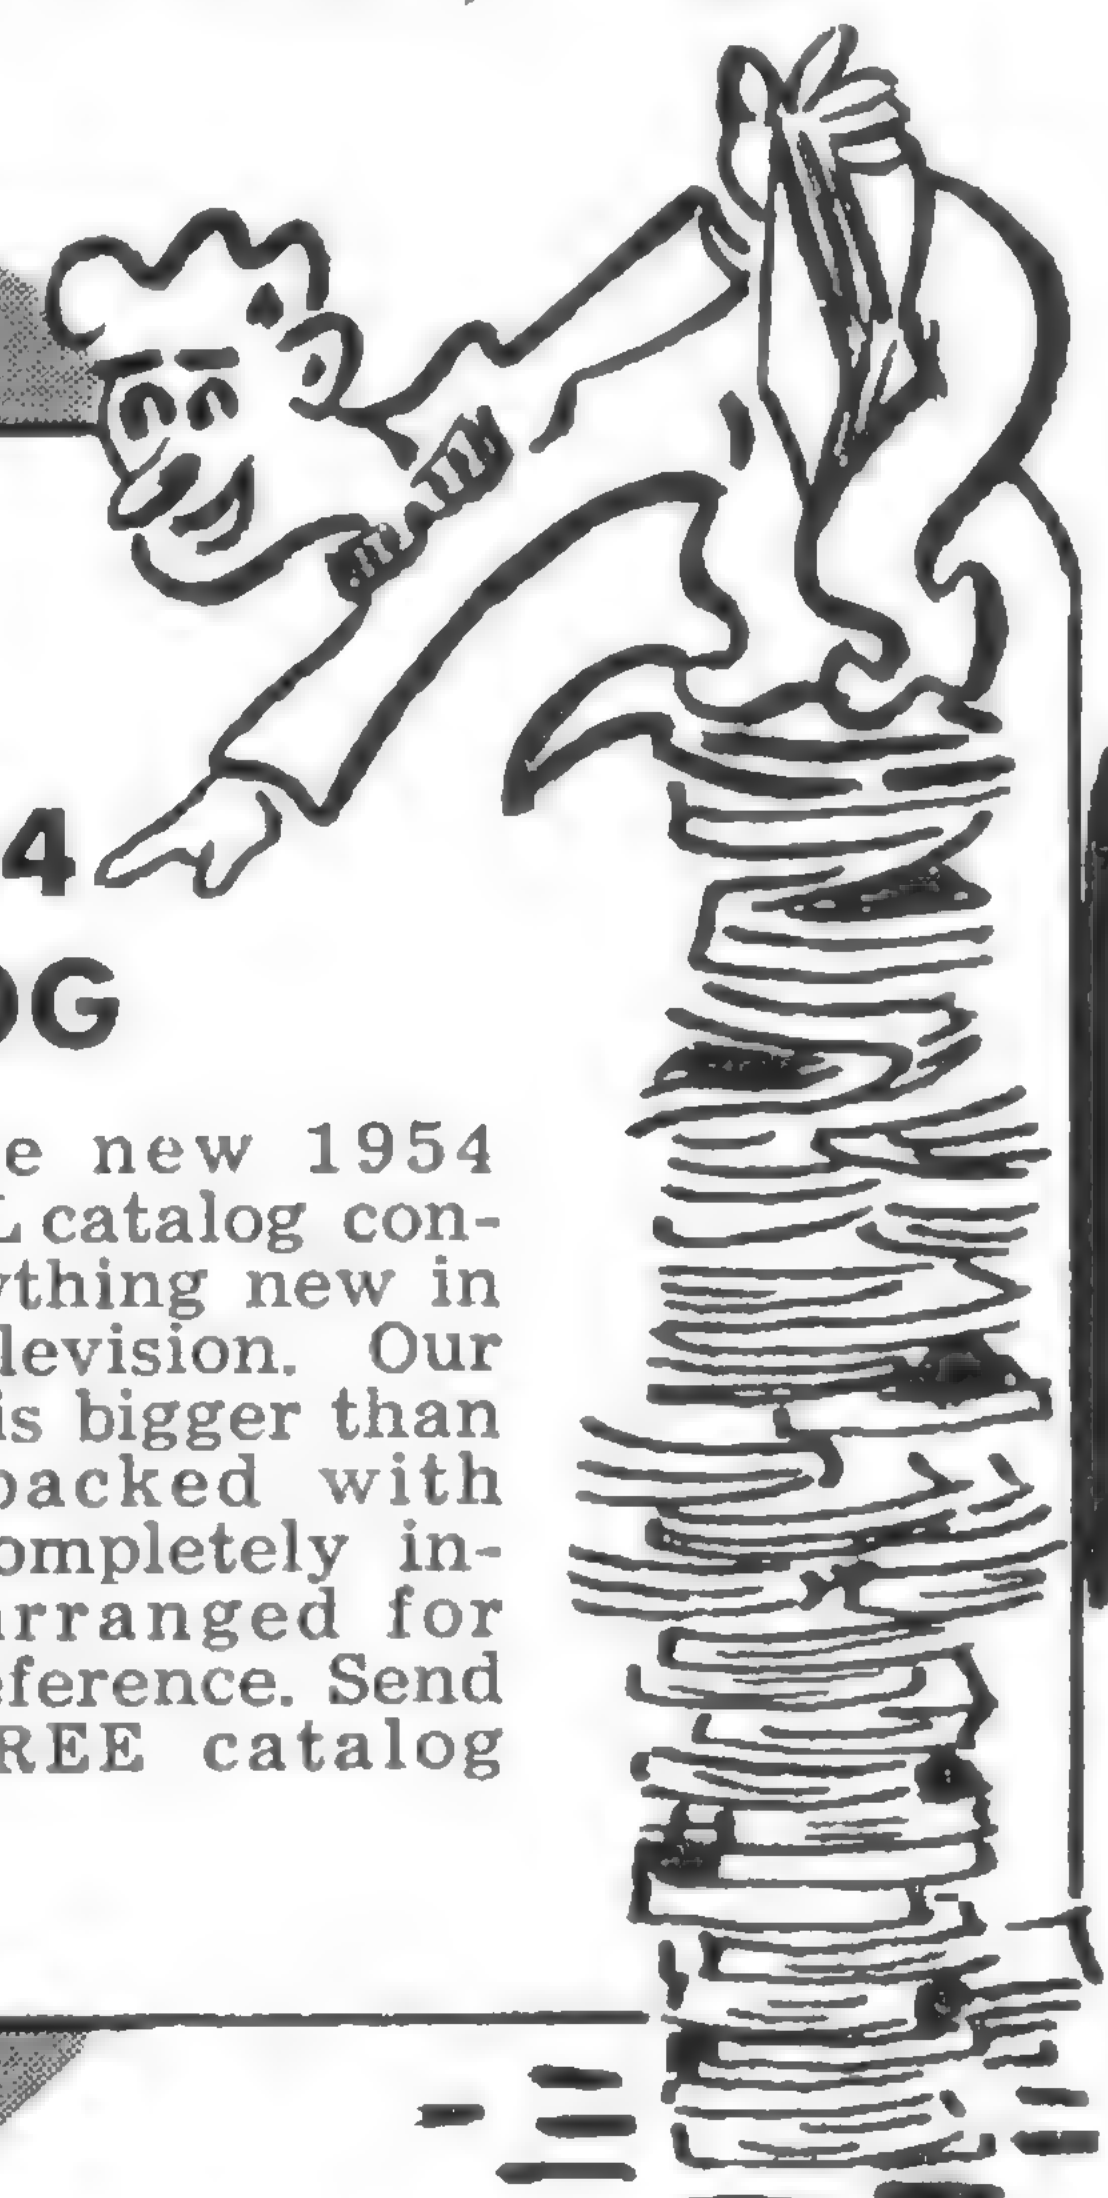 4
OG
e new 1954
L catalog con-
ything new in
levision. Our
is bigger than
packed with
ompletely in-
rranged for
eference. Send
REE catalog